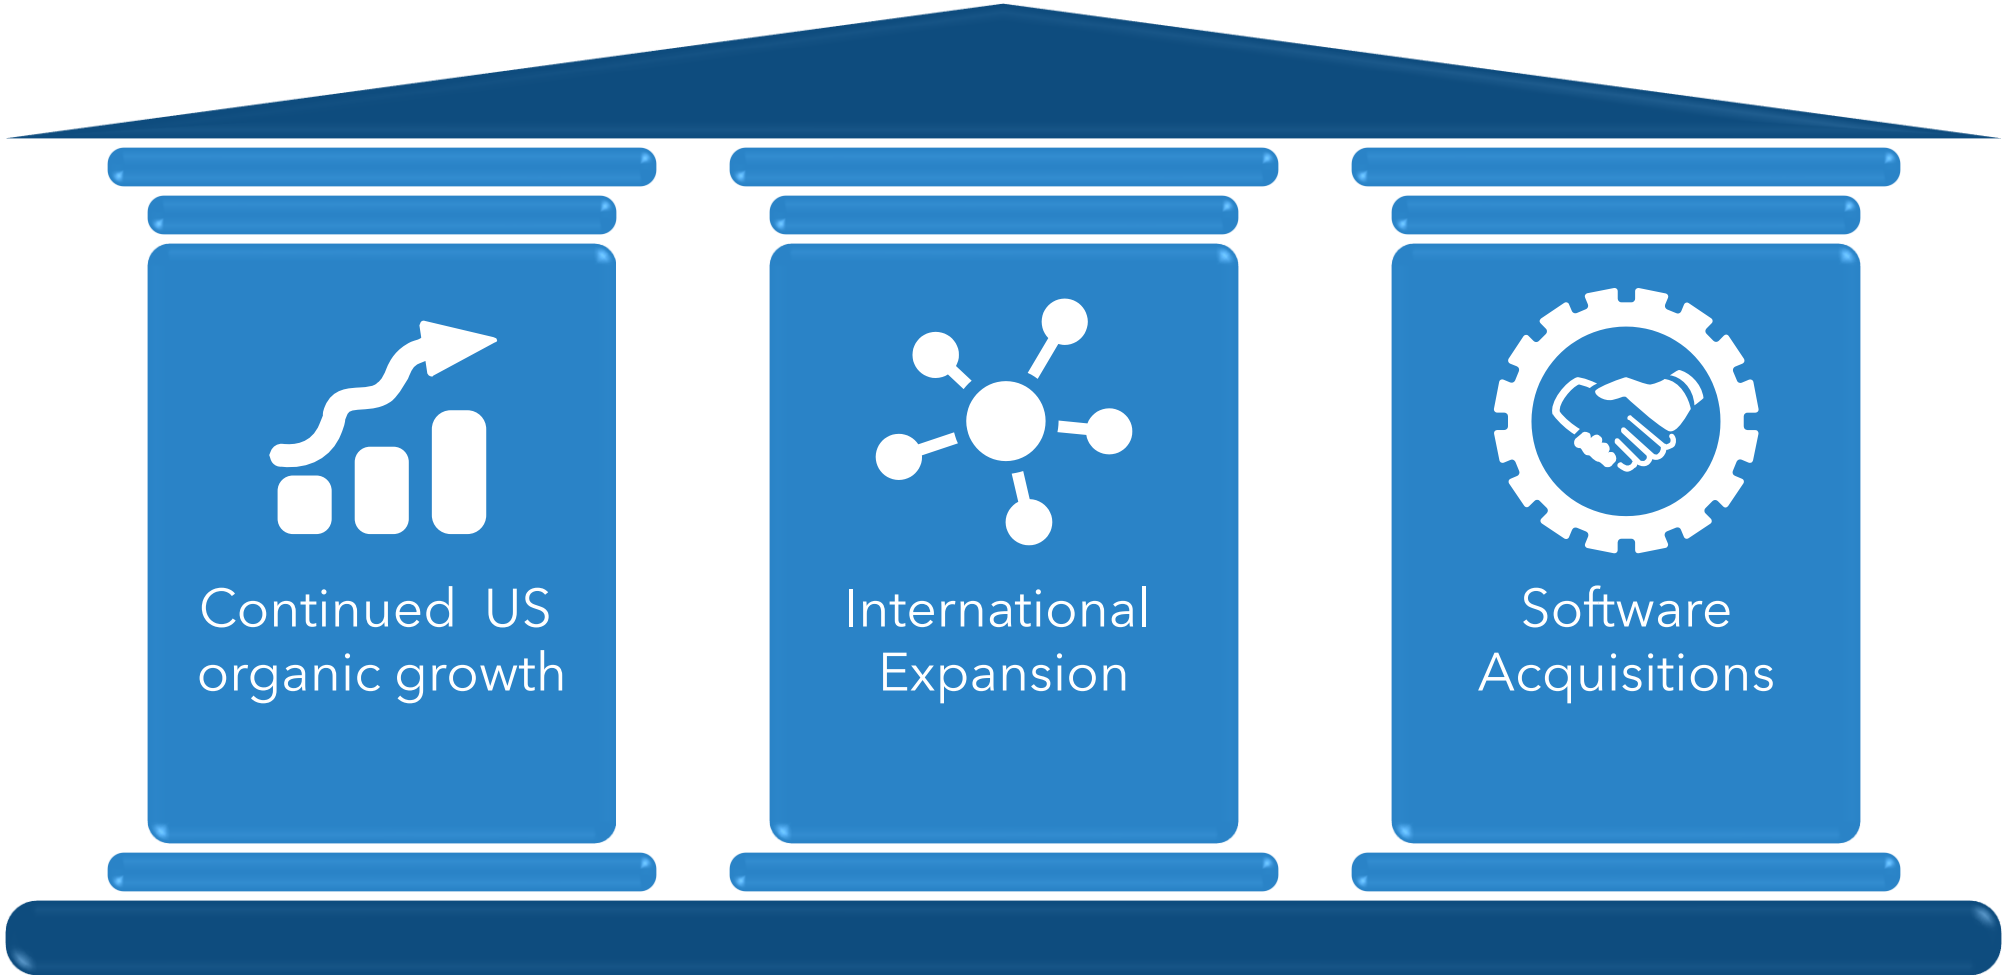 Continued US
organic growth
International
Expansion
Software
Acquisitions